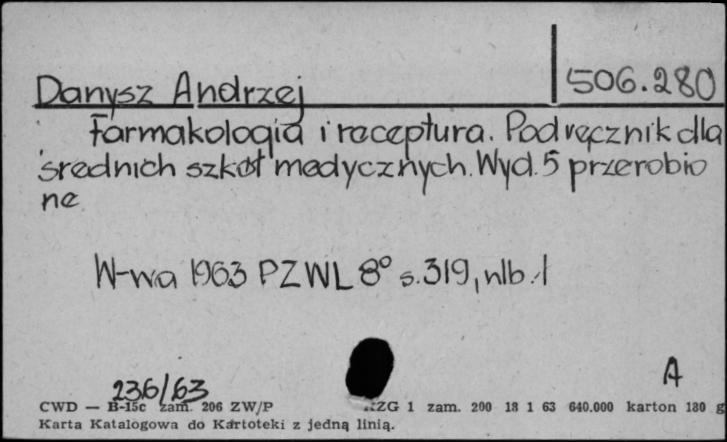 506.280
Danysz Andrzej
Farmakologia i receptura. Podręcznik dla
średnich szkół medycznych. Wyd. 5 przerobio
ne
W-wa 1963 PZWL 8° s. 319, nlb. 1
A
236/63
CWD — B-15c zam. 206 ZW/P RZG 1 zam. 200 18 1 63 640.000 karton 180 g
Karta Katalogowa do Kartoteki z jedną linią.